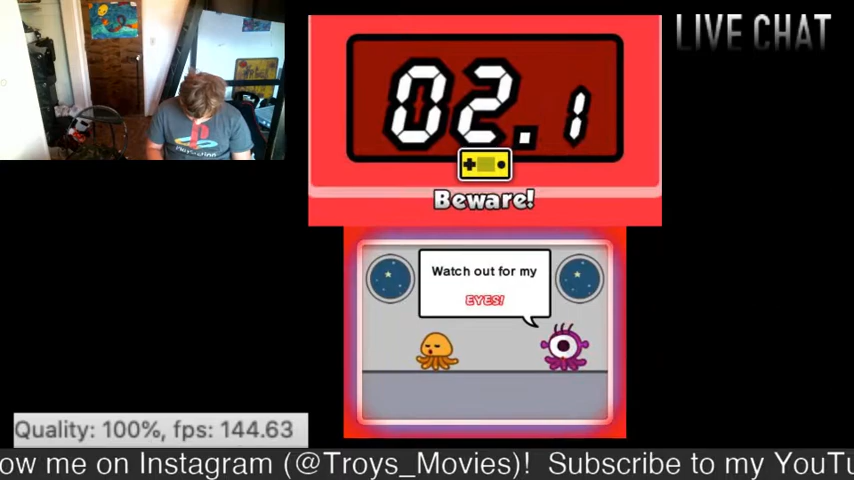 LIVE CHAT
02.1
Beware!
Watch out for my
EYES!
PlayStation
Quality: 100%, fps: 144.63
ow me on Instagram (@Troys_Movies)! Subscribe to my YouTu